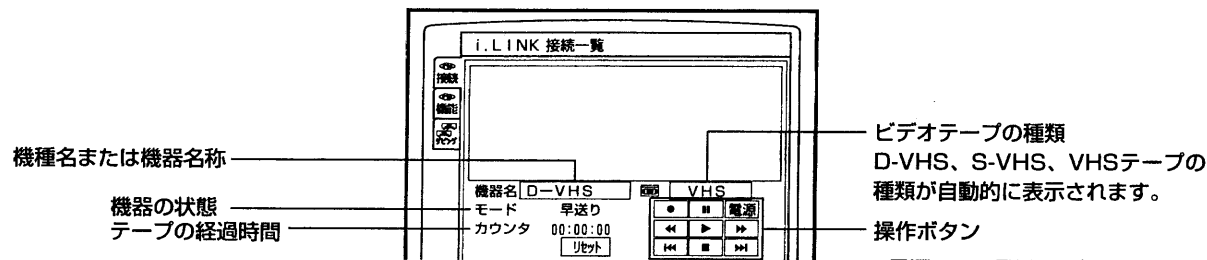 i.LINK 接続一覧
接続
機能
機種名または機器名称
機器の状態
テープの経過時間
機器名 D-VHS VHS
モード 早送り
カウンタ 00:00:00
リセット
電源
ビデオテープの種類
D-VHS、S-VHS、VHSテープの
種類が自動的に表示されます。
操作ボタン